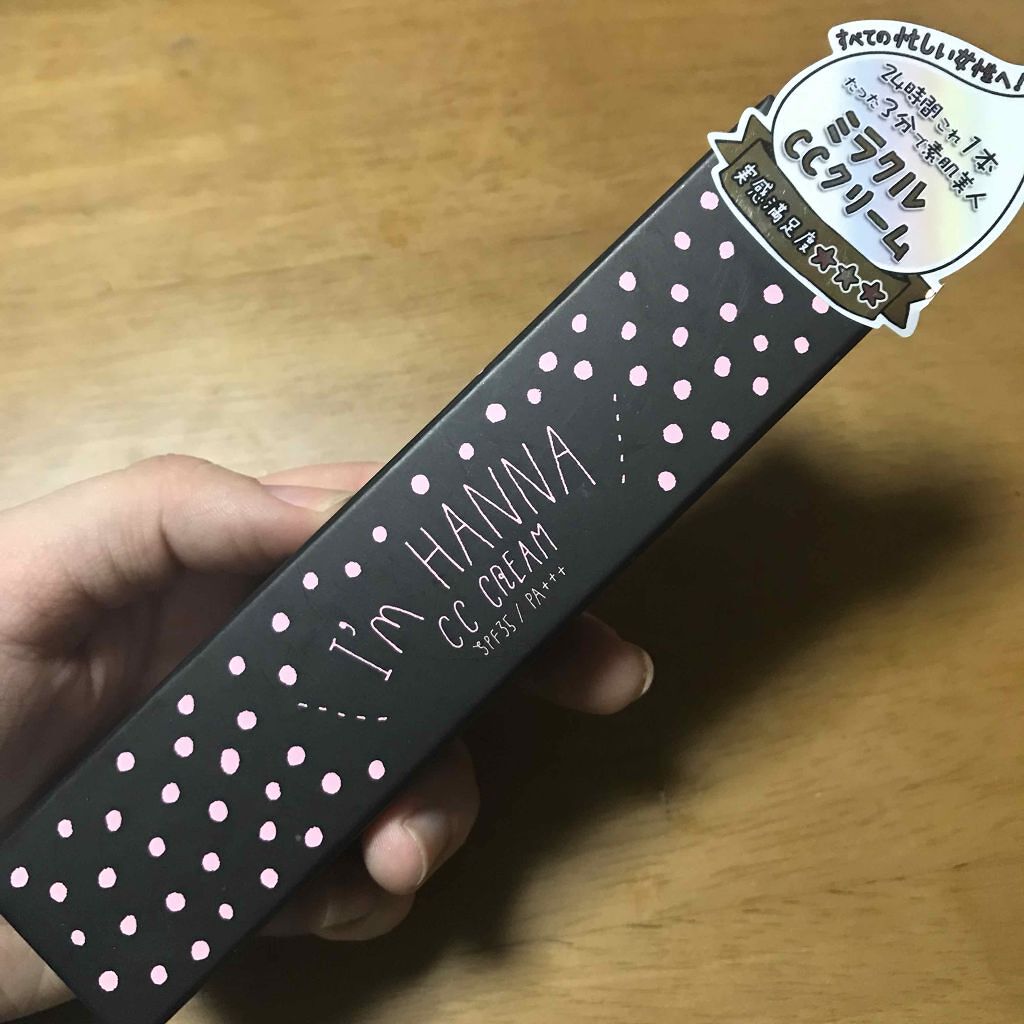 すべての忙しい女性へ!
24時間これ1本
たった3分で素肌美人
ミラクル
CCクリーム
実感満足度★★★
I'm HANNA
CC CREAM
SPF35/PA+++